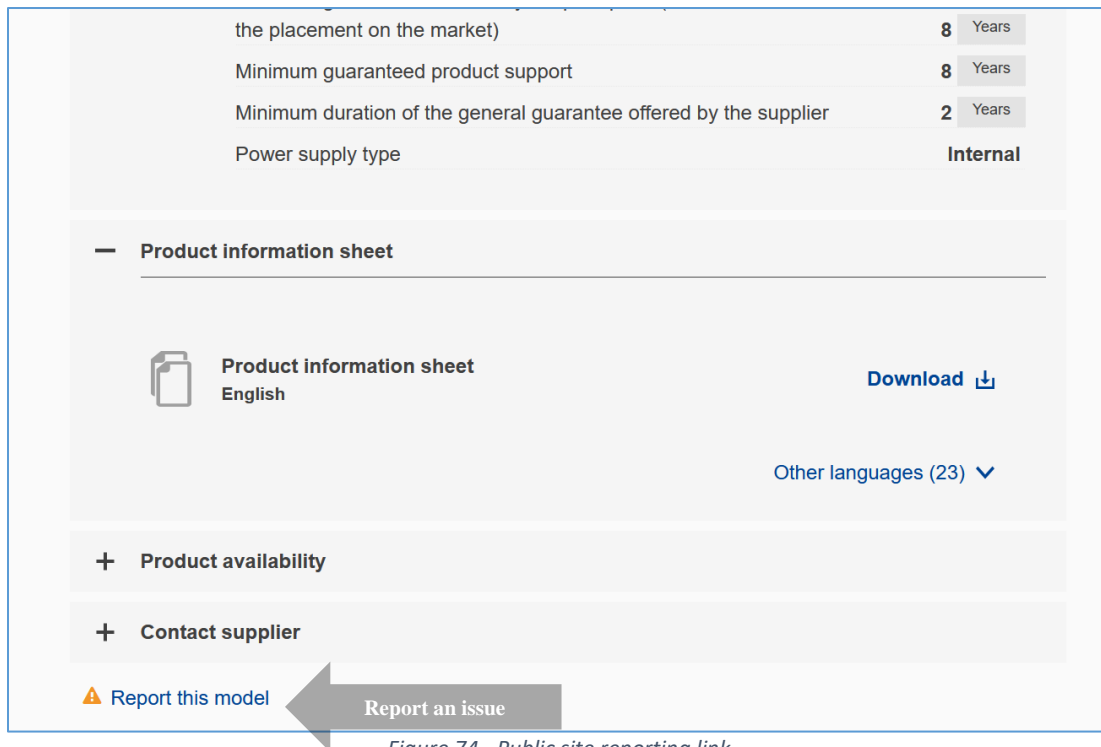 the placement on the market) 8 Years
Minimum guaranteed product support 8 Years
Minimum duration of the general guarantee offered by the supplier 2 Years
Power supply type Internal
Product information sheet
Product information sheet
English
Download
Other languages (23)
Product availability
Contact supplier
Report this model
Report an issue
Figure 74 - Public site reporting link